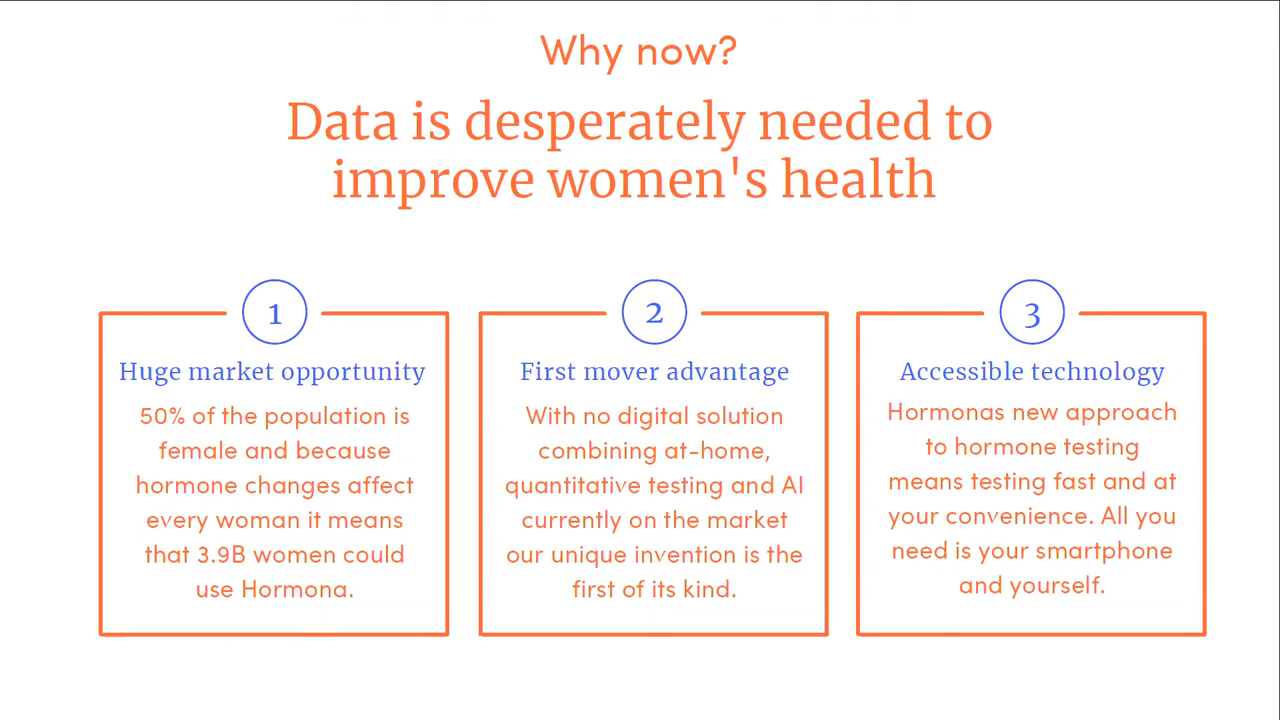 Why now?
Data is desperately needed to
improve women's health
1
Huge market opportunity
50% of the population is
female and because
hormone changes affect
every woman it means
that 3.9B women could
use Hormona.
2
First mover advantage
With no digital solution
combining at-home,
quantitative testing and AI
currently on the market
our unique invention is the
first of its kind.
3
Accessible technology
Hormonas new approach
to hormone testing
means testing fast and at
your convenience. All you
need is your smartphone
and yourself.